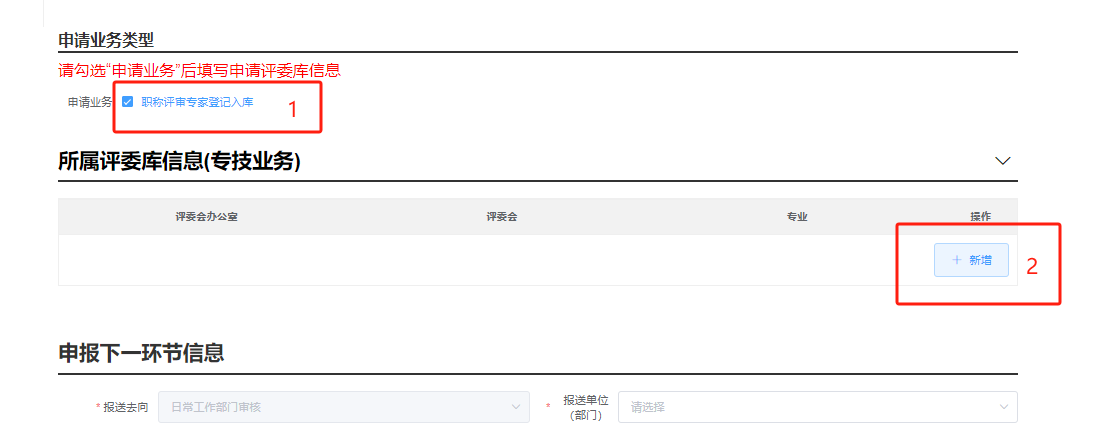 申请业务类型
请勾选“申请业务”后填写申请评委库信息
申请业务 职称评审专家登记入库 1
所属评委库信息(专技业务)
评委会办公室 评委会 专业 操作
+ 新增 2
申报下一环节信息
* 报送去向 日常工作部门审核 * 报送单位(部门) 请选择